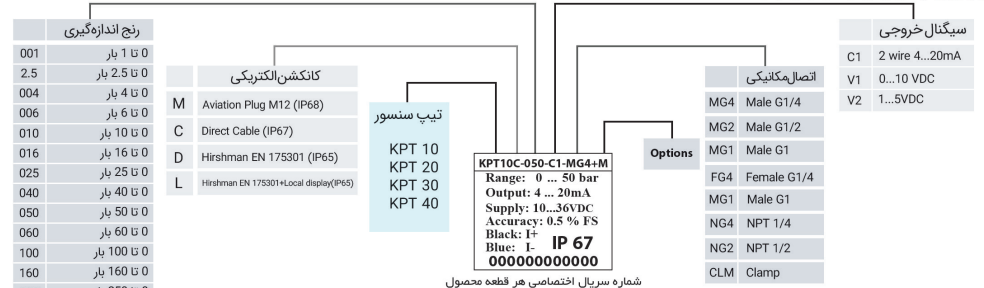 رنج اندازه‌گیری
001 0 تا 1 بار
2.5 0 تا 2.5 بار
004 0 تا 4 بار
006 0 تا 6 بار
010 0 تا 10 بار
016 0 تا 16 بار
025 0 تا 25 بار
040 0 تا 40 بار
050 0 تا 50 بار
060 0 تا 60 بار
100 0 تا 100 بار
160 0 تا 160 بار
کانکشن الکتریکی
M Aviation Plug M12 (IP68)
C Direct Cable (IP67)
D Hirshman EN 175301 (IP65)
L Hirshman EN 175301+Local display(IP65)
تیپ سنسور
KPT 10
KPT 20
KPT 30
KPT 40
KPT10C-050-C1-MG4+M
Range: 0 ... 50 bar
Output: 4 ... 20mA
Supply: 10...36VDC
Accuracy: 0.5 % FS
Black: I+
Blue: I-
IP 67
000000000000
شماره سریال اختصاصی هر قطعه محصول
Options
اتصال مکانیکی
MG4 Male G1/4
MG2 Male G1/2
MG1 Male G1
FG4 Female G1/4
MG1 Male G1
NG4 NPT 1/4
NG2 NPT 1/2
CLM Clamp
سیگنال خروجی
C1 2 wire 4...20mA
V1 0...10 VDC
V2 1...5VDC